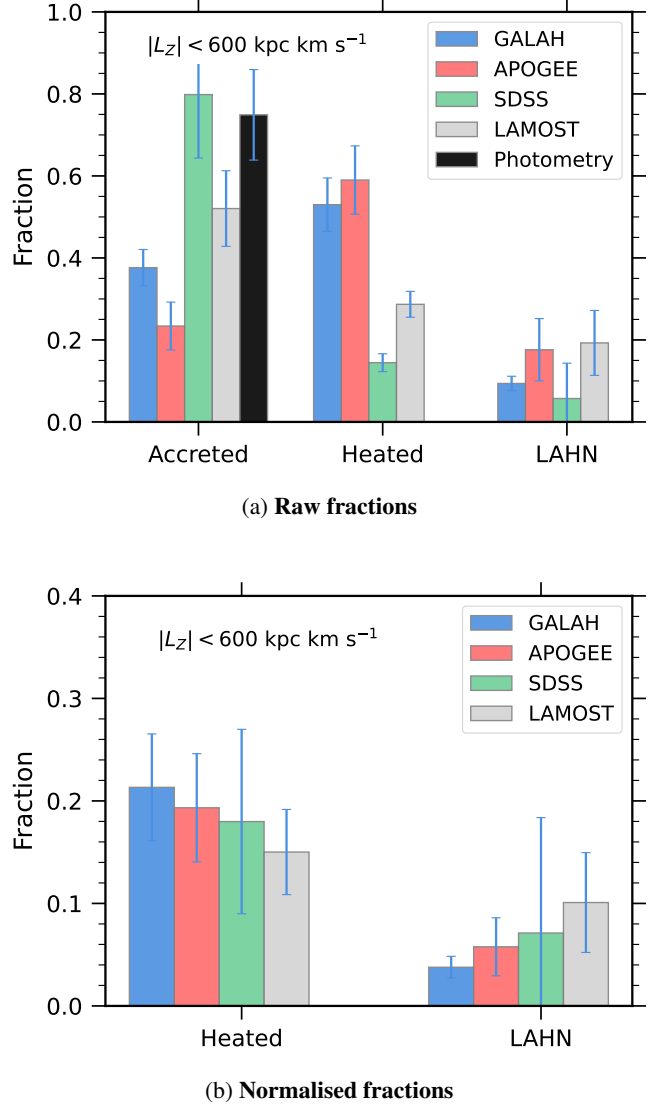 1.0
0.8
0.6
0.4
0.2
0.0
Fraction
|L_Z| < 600 kpc km s⁻¹
GALAH
APOGEE
SDSS
LAMOST
Photometry
Accreted Heated LAHN
(a) Raw fractions
0.4
0.3
0.2
0.1
0.0
Fraction
|L_Z| < 600 kpc km s⁻¹
GALAH
APOGEE
SDSS
LAMOST
Heated LAHN
(b) Normalised fractions